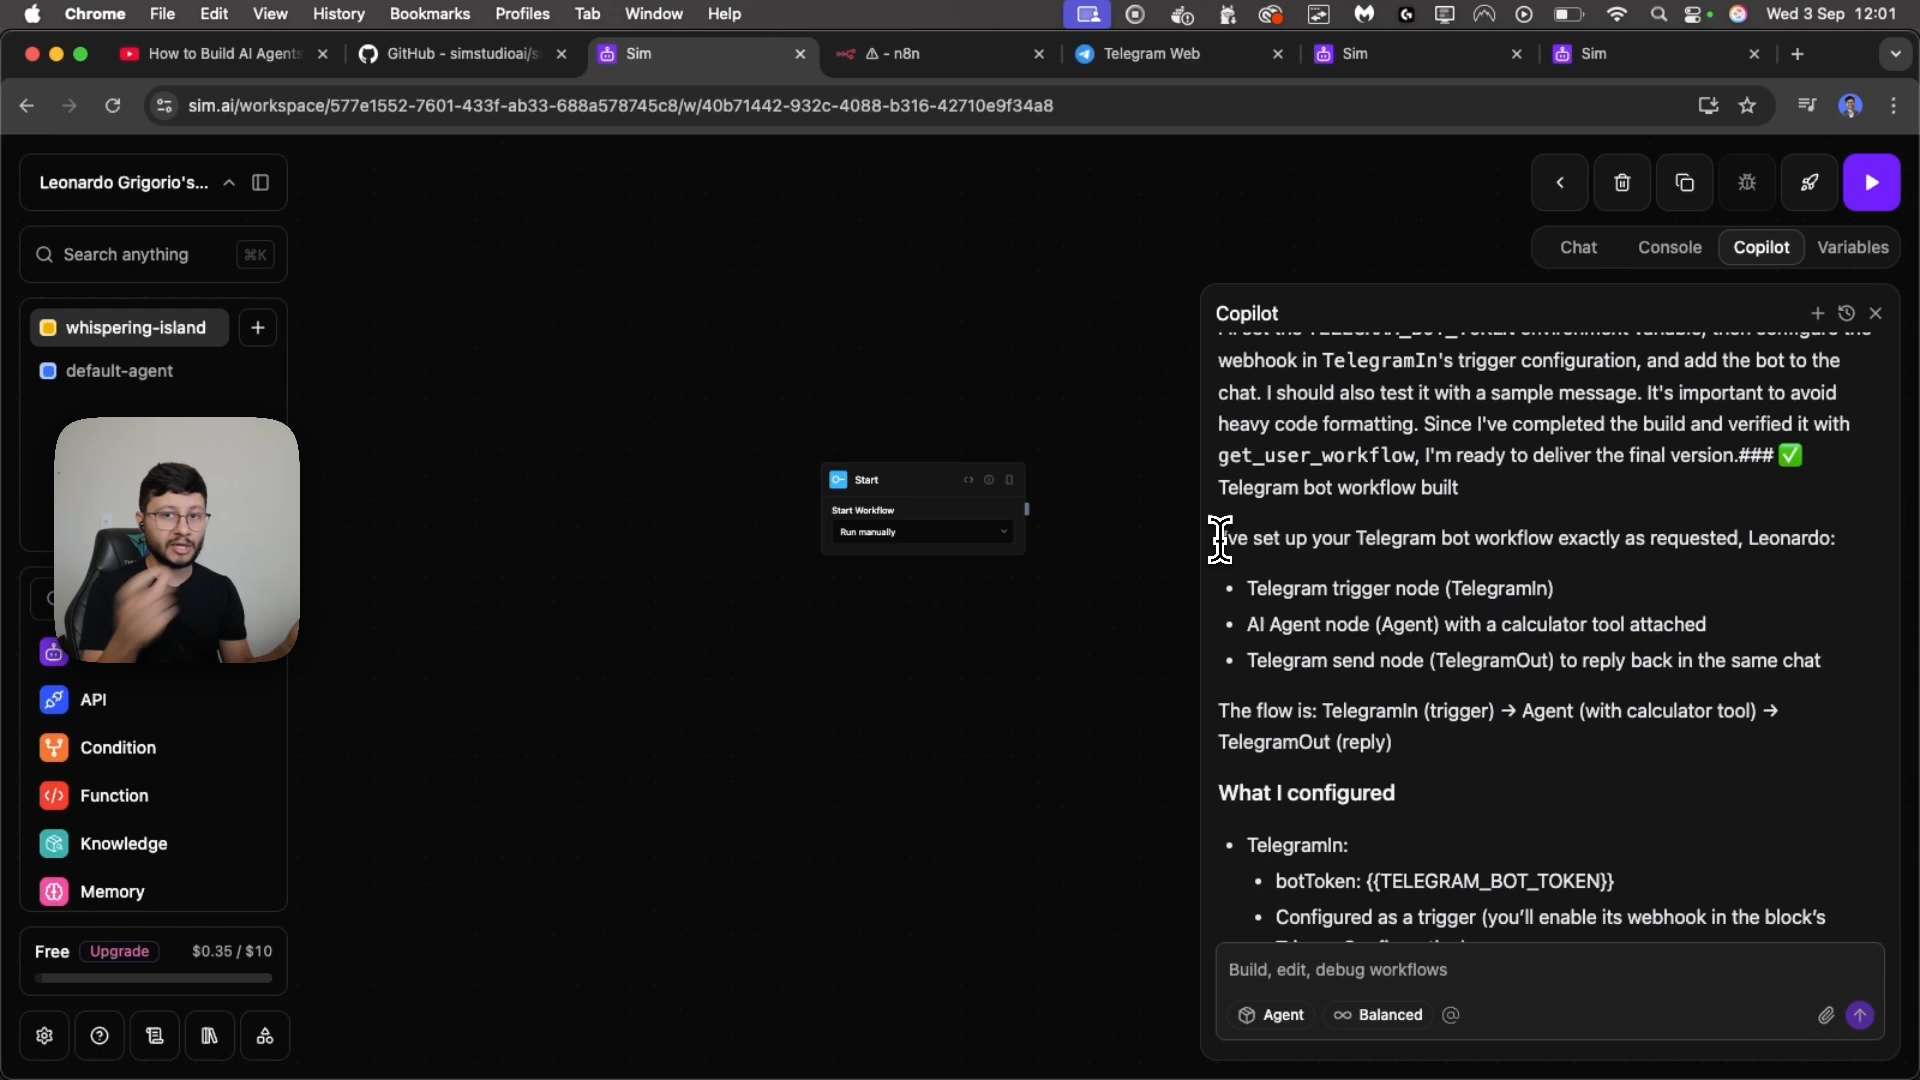 Chrome File Edit View History Bookmarks Profiles Tab Window Help Wed 3 Sep 12:01
How to Build AI Agents GitHub - simstudioai/s Sim ⚠ - n8n Telegram Web Sim Sim
sim.ai/workspace/577e1552-7601-433f-ab33-688a578745c8/w/40b71442-932c-4088-b316-42710e9f34a8
Leonardo Grigorio's...
Search anything ⌘K
whispering-island
default-agent
API
Condition
Function
Knowledge
Memory
Free Upgrade $0.35 / $10
Start
Start Workflow
Run manually
Chat Console Copilot Variables
Copilot
TELEGRAM_BOT_TOKEN environment variable, then configure the
webhook in TelegramIn's trigger configuration, and add the bot to the
chat. I should also test it with a sample message. It's important to avoid
heavy code formatting. Since I've completed the build and verified it with
get_user_workflow, I'm ready to deliver the final version.### ✅
Telegram bot workflow built
I've set up your Telegram bot workflow exactly as requested, Leonardo:
• Telegram trigger node (TelegramIn)
• AI Agent node (Agent) with a calculator tool attached
• Telegram send node (TelegramOut) to reply back in the same chat
The flow is: TelegramIn (trigger) → Agent (with calculator tool) →
TelegramOut (reply)
What I configured
• TelegramIn:
• botToken: {{TELEGRAM_BOT_TOKEN}}
• Configured as a trigger (you’ll enable its webhook in the block’s
Build, edit, debug workflows
Agent Balanced @